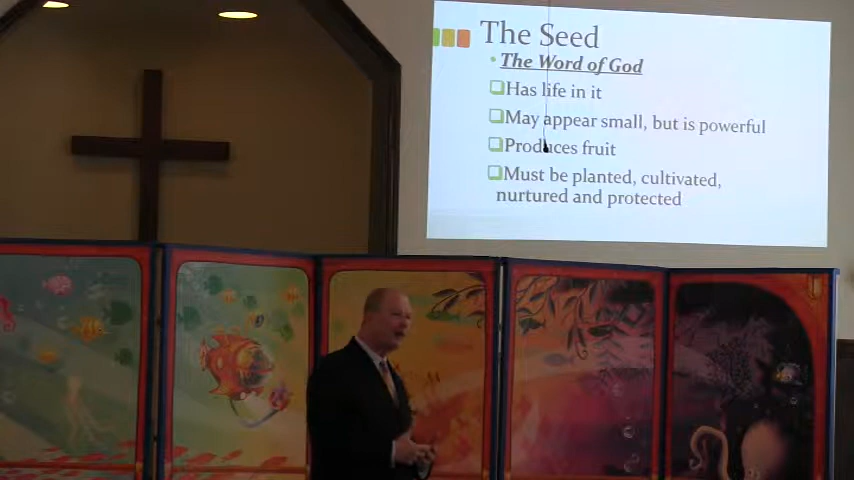 The Seed
The Word of God
Has life in it
May appear small, but is powerful
Produces fruit
Must be planted, cultivated,
nurtured and protected